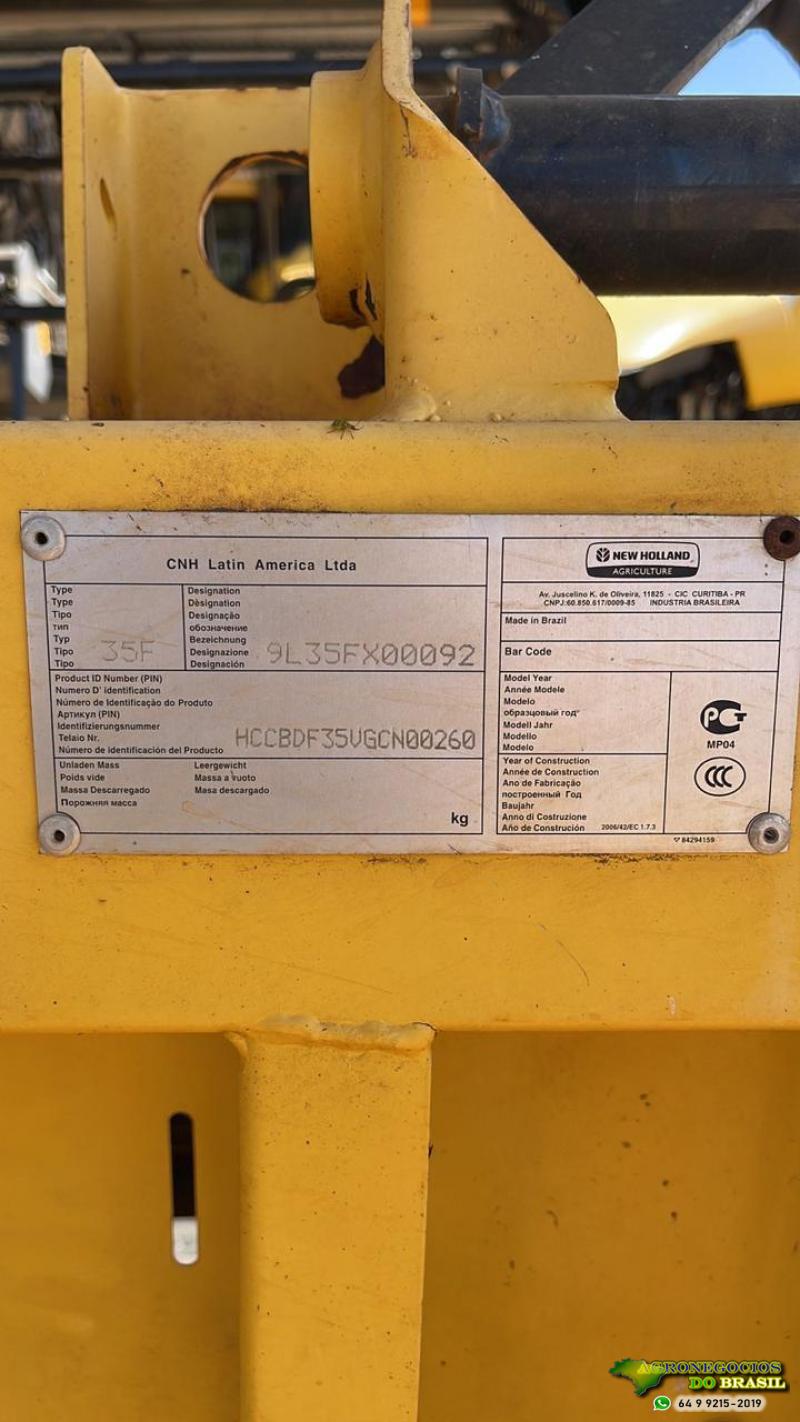 CNH Latin America Ltda
Type
Type
Tipo
тип
Typ
Tipo
Tipo
35F
Designation
Dèsignation
Designação
обозначение
Bezeichnung
Designazione
Designación
9L35FX00092
Product ID Number (PIN)
Numero D' identification
Número de Identificação do Produto
Артикул (PIN)
Identifizierungsnummer
Telaio Nr.
Número de identificación del Producto
HCCBDF35VGCN00260
Unladen Mass
Poids vide
Massa Descarregado
Порожняя масса
Leergewicht
Massa a vuoto
Masa descargado
kg
NEW HOLLAND
AGRICULTURE
Av. Juscelino K. de Oliveira, 11825 - CIC CURITIBA - PR
CNPJ:60.850.617/0009-85 INDUSTRIA BRASILEIRA
Made in Brazil
Bar Code
Model Year
Année Modele
Modelo
образцовый год
Modell Jahr
Modello
Modelo
Year of Construction
Année de Construction
Ano de Fabricação
построенный Год
Baujahr
Anno di Costruzione
Año de Construción
2006/42/EC 1.7.3
MP04
CCC
84294159
AGRONEGOCIOS
DO BRASIL
64 9 9215-2019